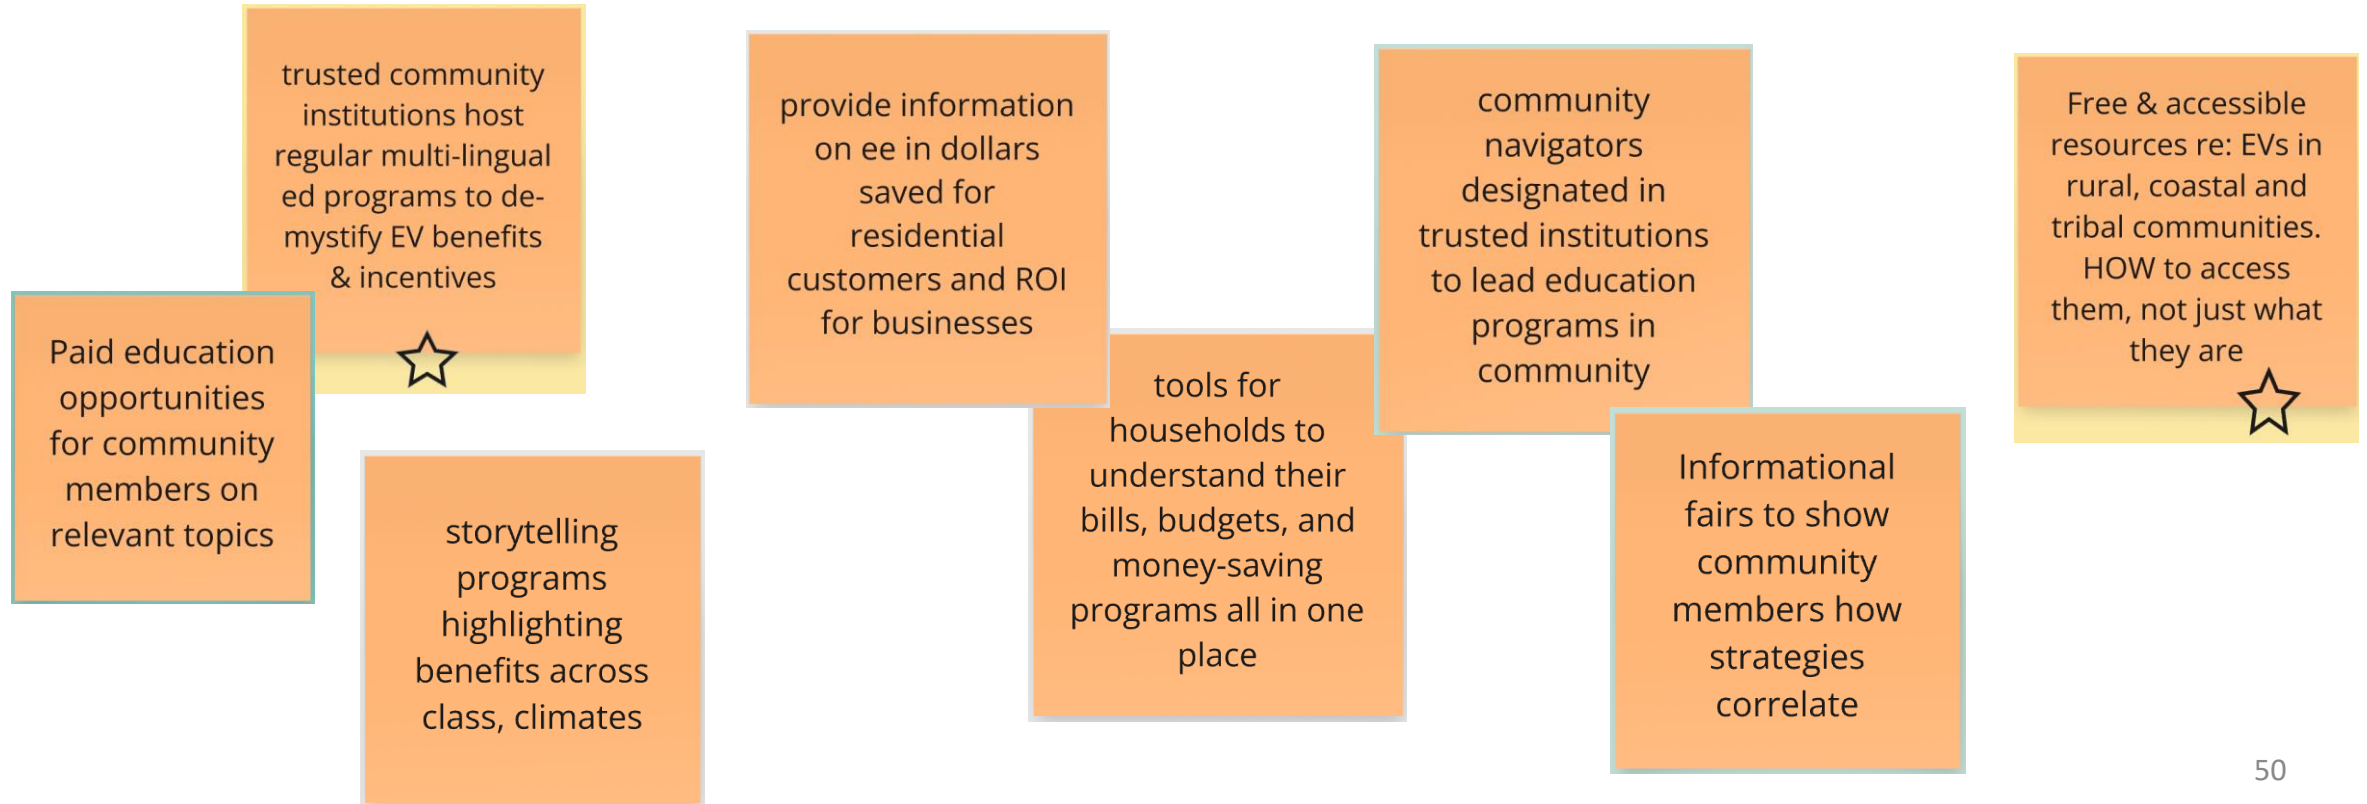 trusted community
institutions host
regular multi-lingual
ed programs to de-
mystify EV benefits
& incentives
Paid education
opportunities
for community
members on
relevant topics
storytelling
programs
highlighting
benefits across
class, climates
provide information
on ee in dollars
saved for
residential
customers and ROI
for businesses
tools for
households to
understand their
bills, budgets, and
money-saving
programs all in one
place
community
navigators
designated in
trusted institutions
to lead education
programs in
community
Informational
fairs to show
community
members how
strategies
correlate
Free & accessible
resources re: EVs in
rural, coastal and
tribal communities.
HOW to access
them, not just what
they are
50